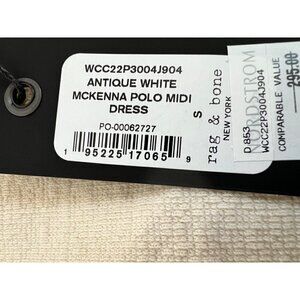 WCC22P3004J904
ANTIQUE WHITE
MCKENNA POLO MIDI
DRESS
PO-00062727
S
1 95225 17065 9
rag & bone
NEW YORK
D 853
WCC22P3004J904
NORDSTROM
COMPARABLE VALUE
295.00